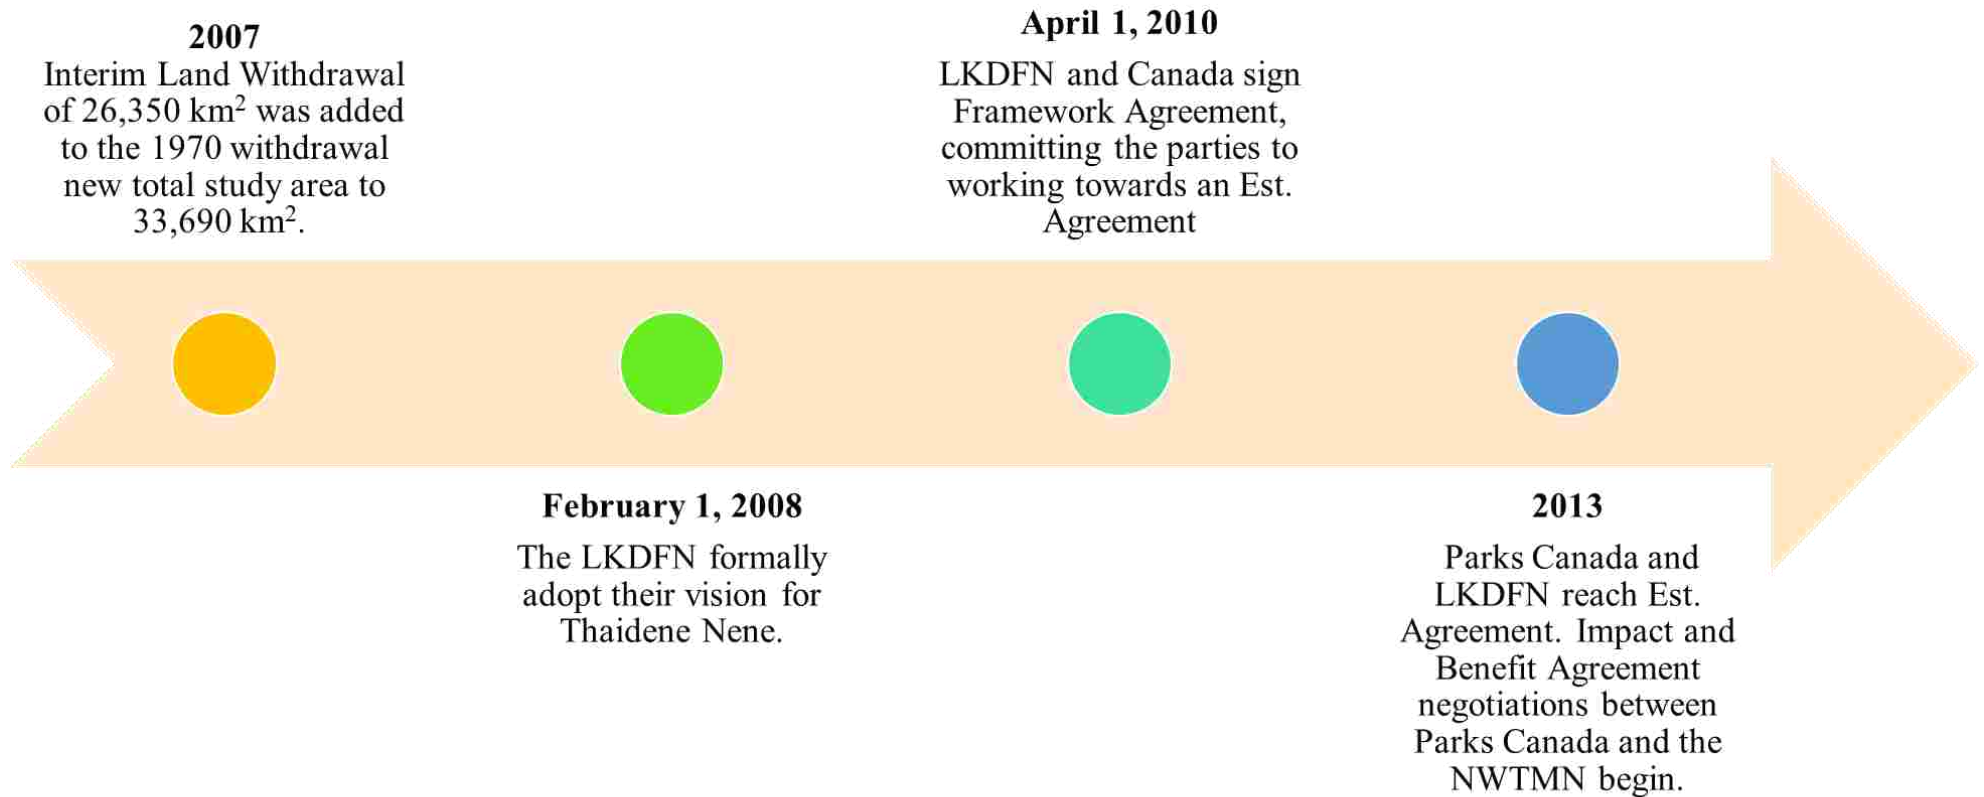 2007
Interim Land Withdrawal
of 26,350 km² was added
to the 1970 withdrawal
new total study area to
33,690 km².
February 1, 2008
The LKDFN formally
adopt their vision for
Thaidene Nene.
April 1, 2010
LKDFN and Canada sign
Framework Agreement,
committing the parties to
working towards an Est.
Agreement
2013
Parks Canada and
LKDFN reach Est.
Agreement. Impact and
Benefit Agreement
negotiations between
Parks Canada and the
NWTMN begin.